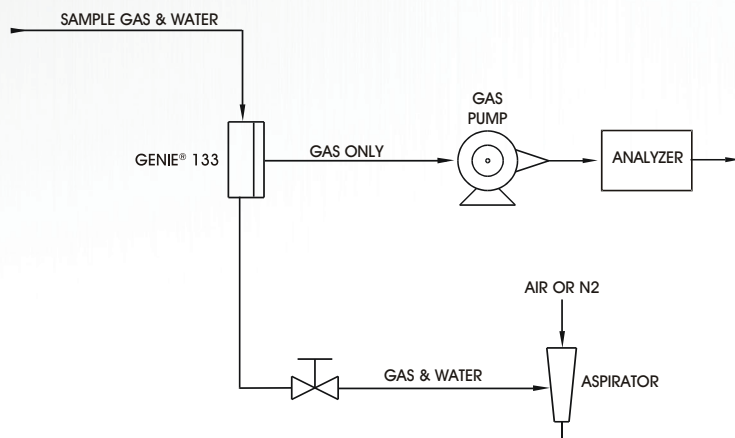 SAMPLE GAS & WATER
GAS
PUMP
GENIE® 133
GAS ONLY
ANALYZER
AIR OR N2
GAS & WATER
ASPIRATOR